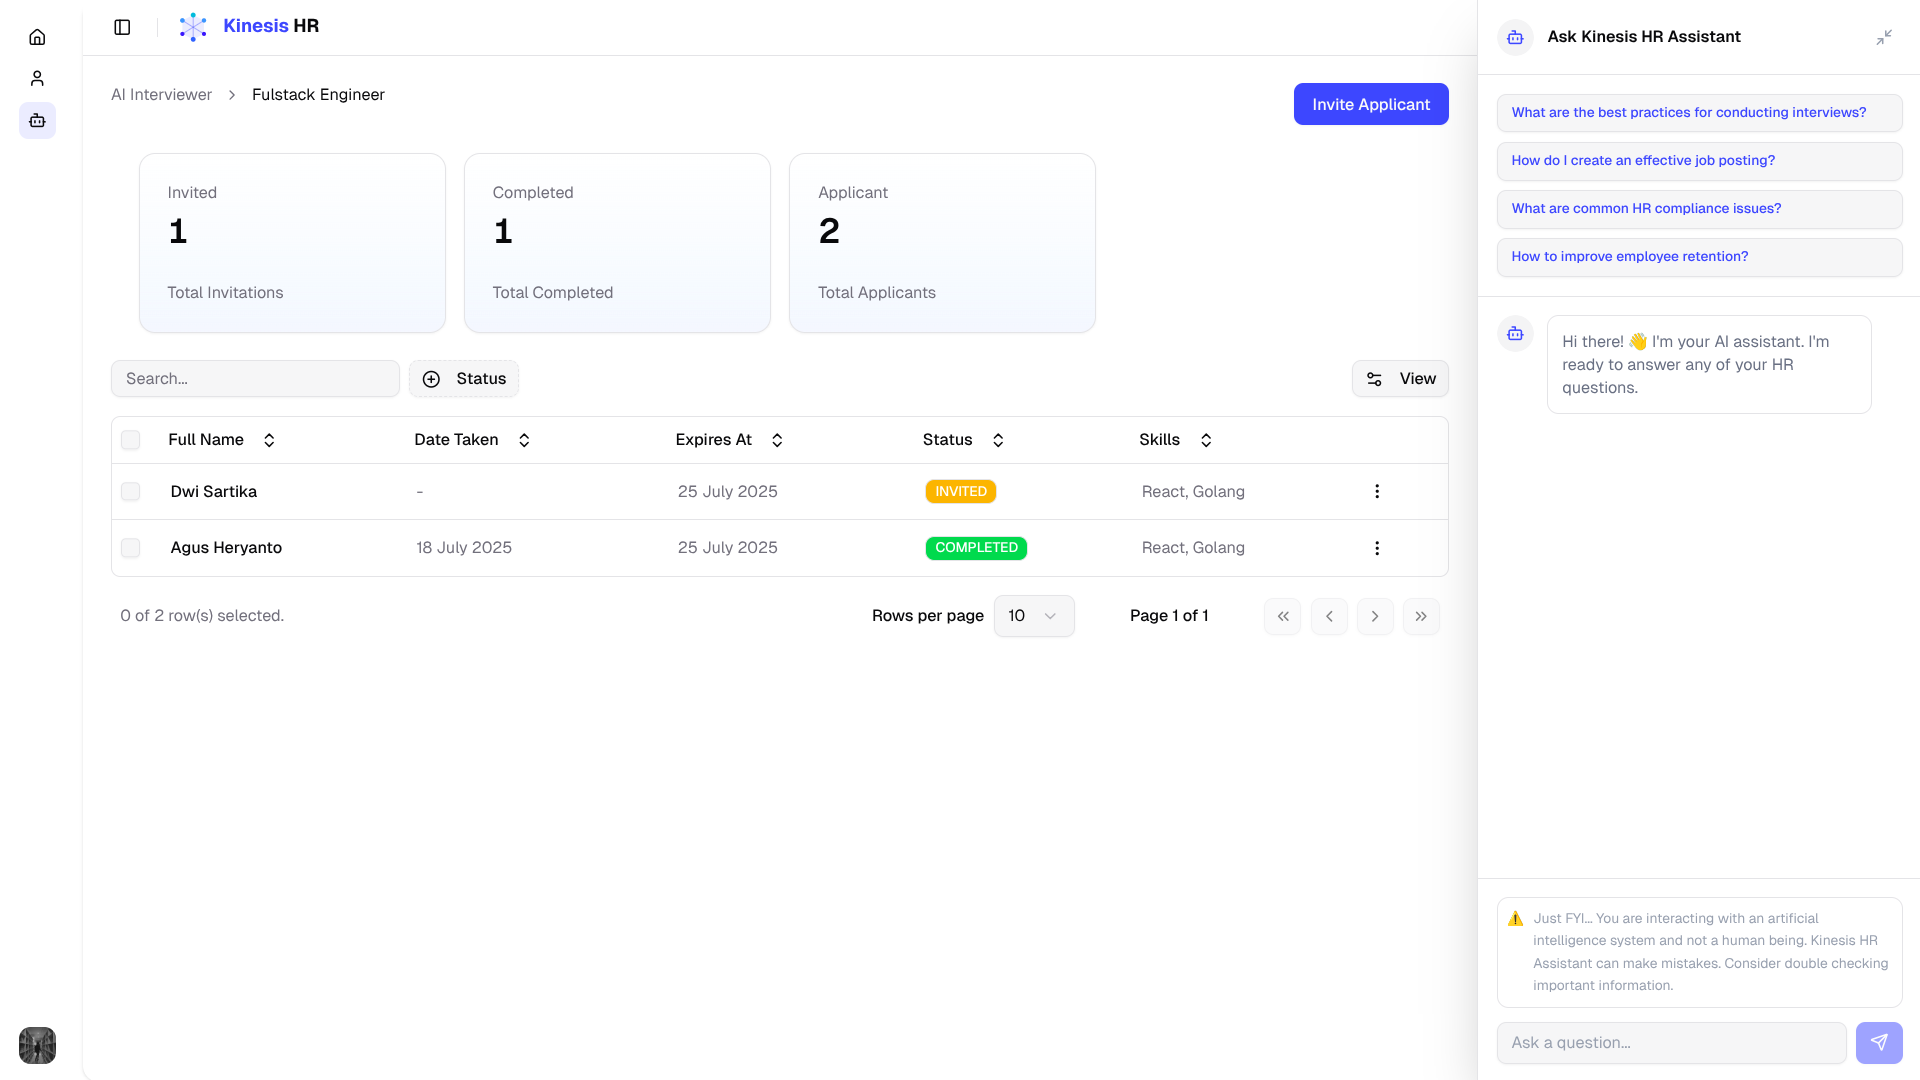 Kinesis HR
AI Interviewer
Fulstack Engineer
Invite Applicant
Invited
1
Total Invitations
Completed
1
Total Completed
Applicant
2
Total Applicants
Search...
Status
View
Full Name
Date Taken
Expires At
Status
Skills
Dwi Sartika
-
25 July 2025
INVITED
React, Golang
Agus Heryanto
18 July 2025
25 July 2025
COMPLETED
React, Golang
0 of 2 row(s) selected.
Rows per page
10
Page 1 of 1
Ask Kinesis HR Assistant
What are the best practices for conducting interviews?
How do I create an effective job posting?
What are common HR compliance issues?
How to improve employee retention?
Hi there! 👋 I'm your AI assistant. I'm
ready to answer any of your HR
questions.
⚠️ Just FYI... You are interacting with an artificial
intelligence system and not a human being. Kinesis HR
Assistant can make mistakes. Consider double checking
important information.
Ask a question...